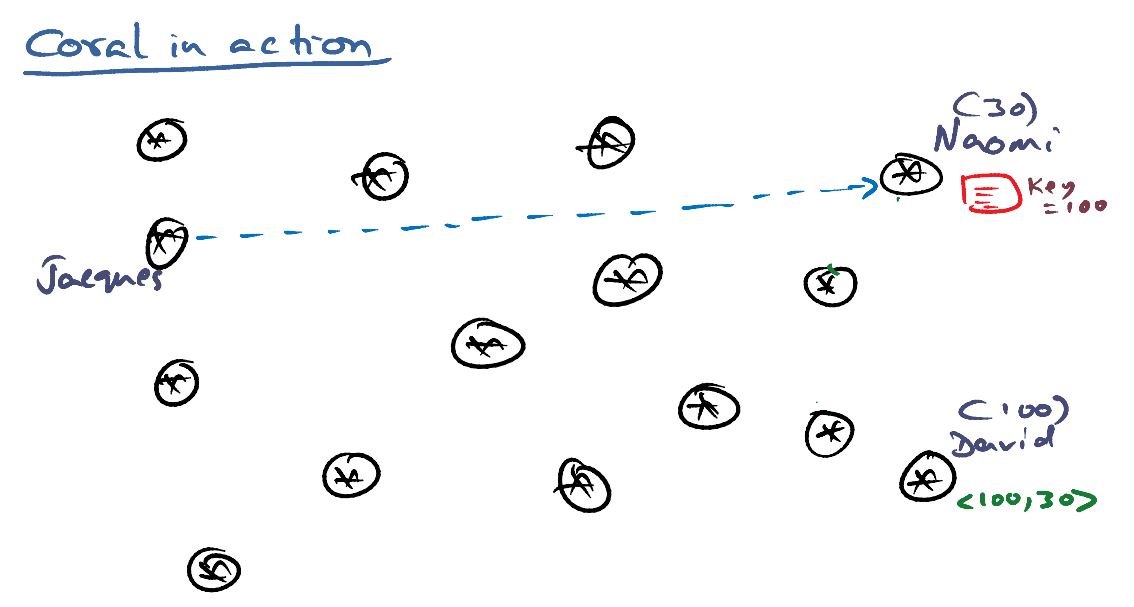 Coral in action
(30)
Naomi
Key
=100
Jacques
(100)
David
<100,30>